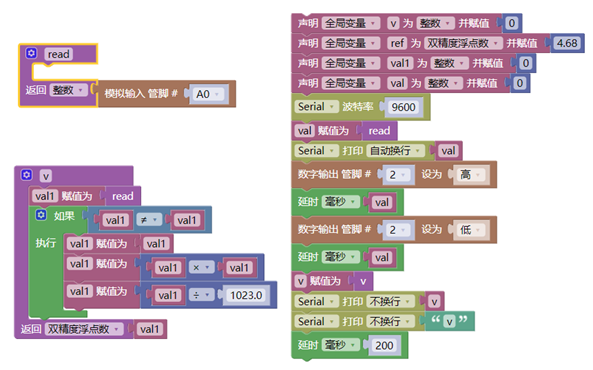 read
返回 整数 模拟输入 管脚 # A0
v
val1 赋值为 read
如果 val1 ≠ val1
执行 val1 赋值为 val1
val1 赋值为 val1 × val1
val1 赋值为 val1 ÷ 1023.0
返回 双精度浮点数 val1
声明 全局变量 v 为 整数 并赋值 0
声明 全局变量 ref 为 双精度浮点数 并赋值 4.68
声明 全局变量 val1 为 整数 并赋值 0
声明 全局变量 val 为 整数 并赋值 0
Serial 波特率 9600
val 赋值为 read
Serial 打印 自动换行 val
数字输出 管脚 # 2 设为 高
延时 毫秒 val
数字输出 管脚 # 2 设为 低
延时 毫秒 val
v 赋值为 v
Serial 打印 不换行 v
Serial 打印 不换行 “ v ”
延时 毫秒 200